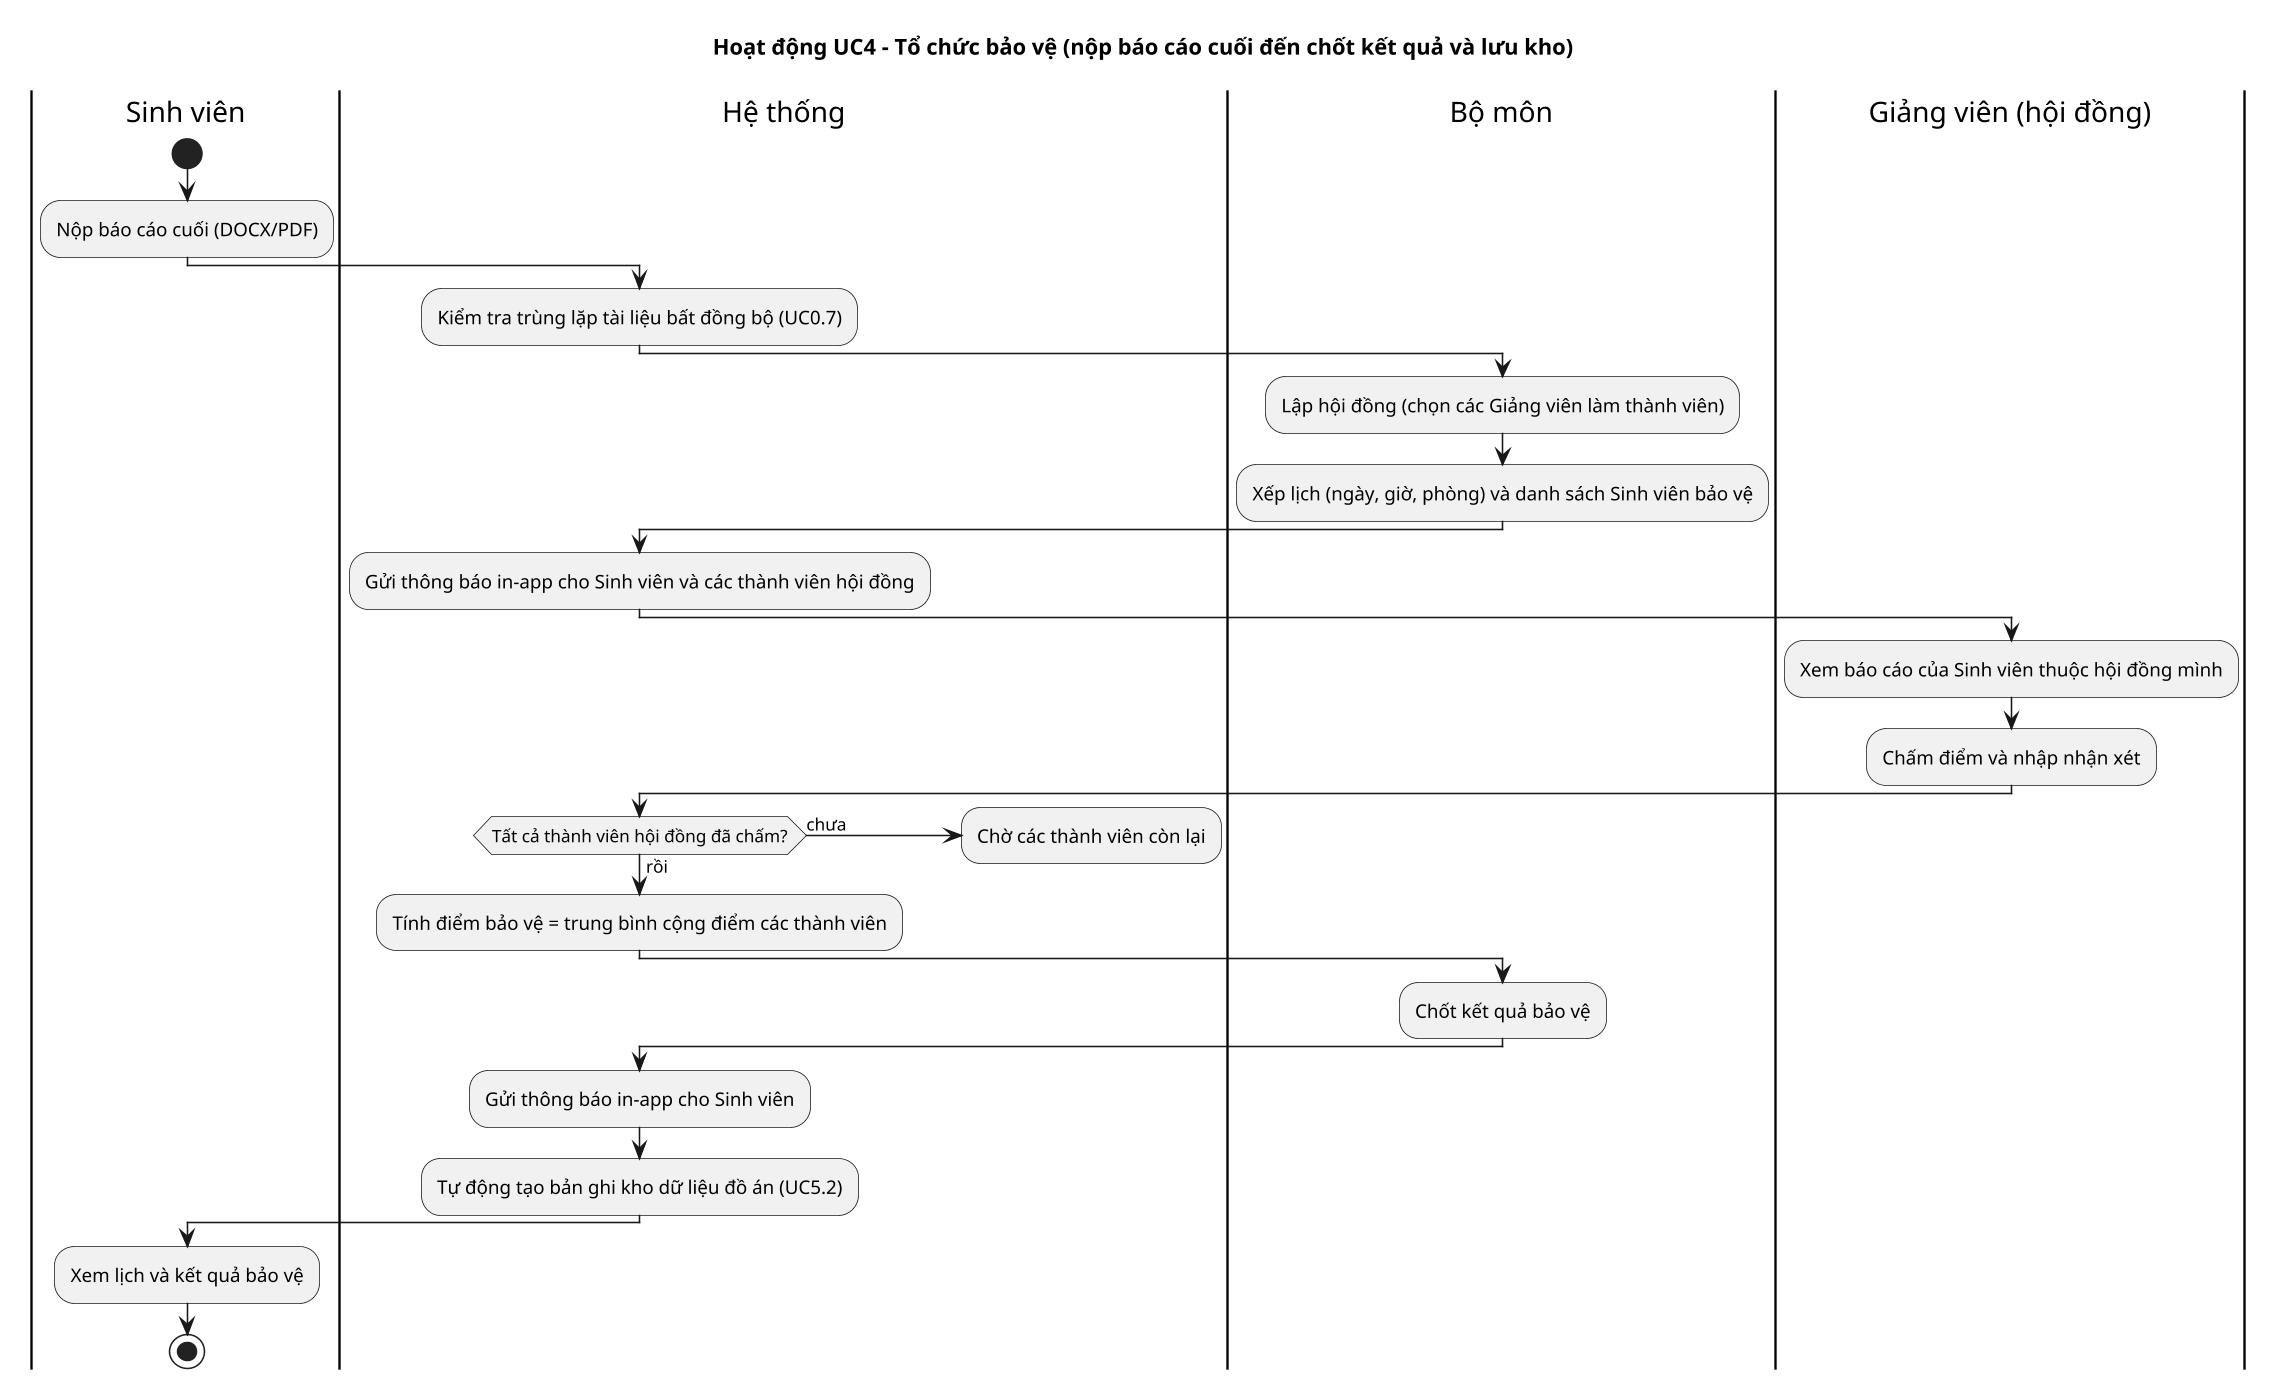 Hoạt động UC4 - Tổ chức bảo vệ (nộp báo cáo cuối đến chốt kết quả và lưu kho)
Sinh viên
Hệ thống
Bộ môn
Giảng viên (hội đồng)
Nộp báo cáo cuối (DOCX/PDF)
Kiểm tra trùng lặp tài liệu bất đồng bộ (UC0.7)
Lập hội đồng (chọn các Giảng viên làm thành viên)
Xếp lịch (ngày, giờ, phòng) và danh sách Sinh viên bảo vệ
Gửi thông báo in-app cho Sinh viên và các thành viên hội đồng
Xem báo cáo của Sinh viên thuộc hội đồng mình
Chấm điểm và nhập nhận xét
Tất cả thành viên hội đồng đã chấm?
chưa
Chờ các thành viên còn lại
rồi
Tính điểm bảo vệ = trung bình cộng điểm các thành viên
Chốt kết quả bảo vệ
Gửi thông báo in-app cho Sinh viên
Tự động tạo bản ghi kho dữ liệu đồ án (UC5.2)
Xem lịch và kết quả bảo vệ